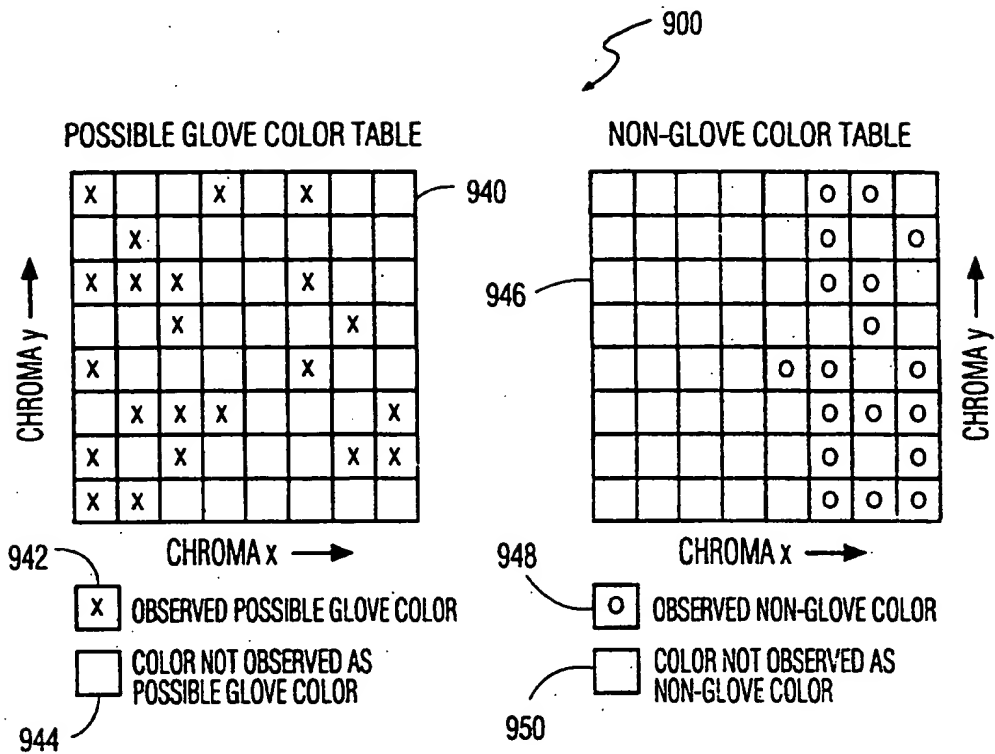 900
POSSIBLE GLOVE COLOR TABLE
NON-GLOVE COLOR TABLE
X X X
940
O O
X
O O
X X X X
946
O O
X X
O
X X
O O O
X X X X
O O O
X X X X
O O
X X
O O O
CHROMA y
CHROMA y
CHROMA x
CHROMA x
942
X OBSERVED POSSIBLE GLOVE COLOR
COLOR NOT OBSERVED AS
POSSIBLE GLOVE COLOR
944
948
O OBSERVED NON-GLOVE COLOR
COLOR NOT OBSERVED AS
NON-GLOVE COLOR
950